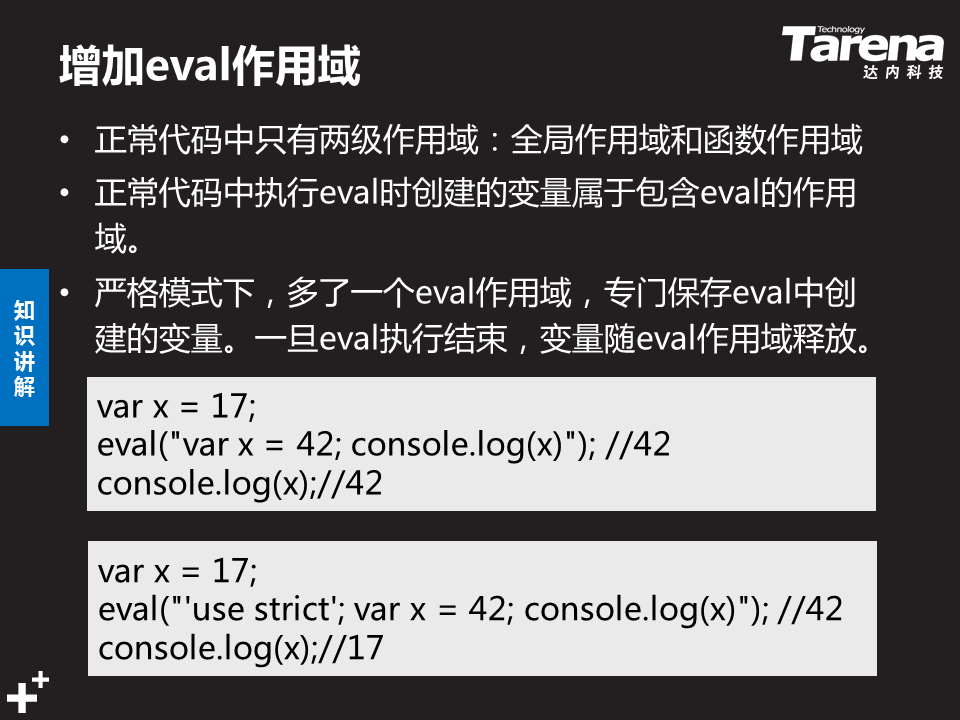 增加eval作用域
Technology
Tarena
达内科技
• 正常代码中只有两级作用域：全局作用域和函数作用域
• 正常代码中执行eval时创建的变量属于包含eval的作用
域。
• 严格模式下，多了一个eval作用域，专门保存eval中创
建的变量。一旦eval执行结束，变量随eval作用域释放。
知
识
讲
解
var x = 17;
eval("var x = 42; console.log(x)"); //42
console.log(x);//42
var x = 17;
eval("'use strict'; var x = 42; console.log(x)"); //42
console.log(x);//17